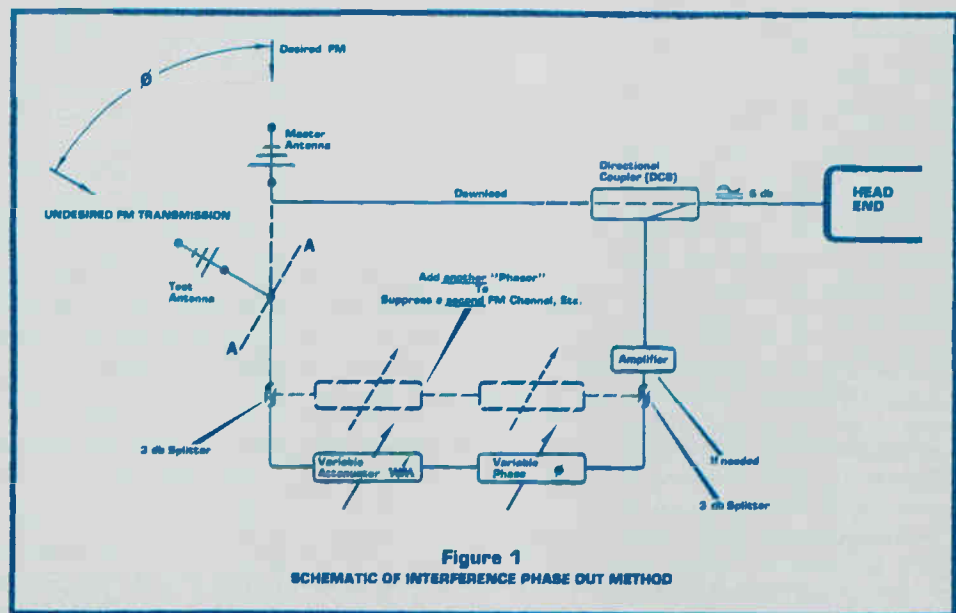 Desired FM
Ø
Master
Antenna
UNDESIRED FM TRANSMISSION
Download
Directional
Coupler (DC8)
≅ 6 db
HEAD
END
A
Test
Antenna
A
Add another "Phaser"
To
Suppress a second FM Channel, Etc.
Amplifier
3 db Splitter
Variable
Attenuator
Variable
Phase Ø
If needed
3 db Splitter
Figure 1
SCHEMATIC OF INTERFERENCE PHASE OUT METHOD